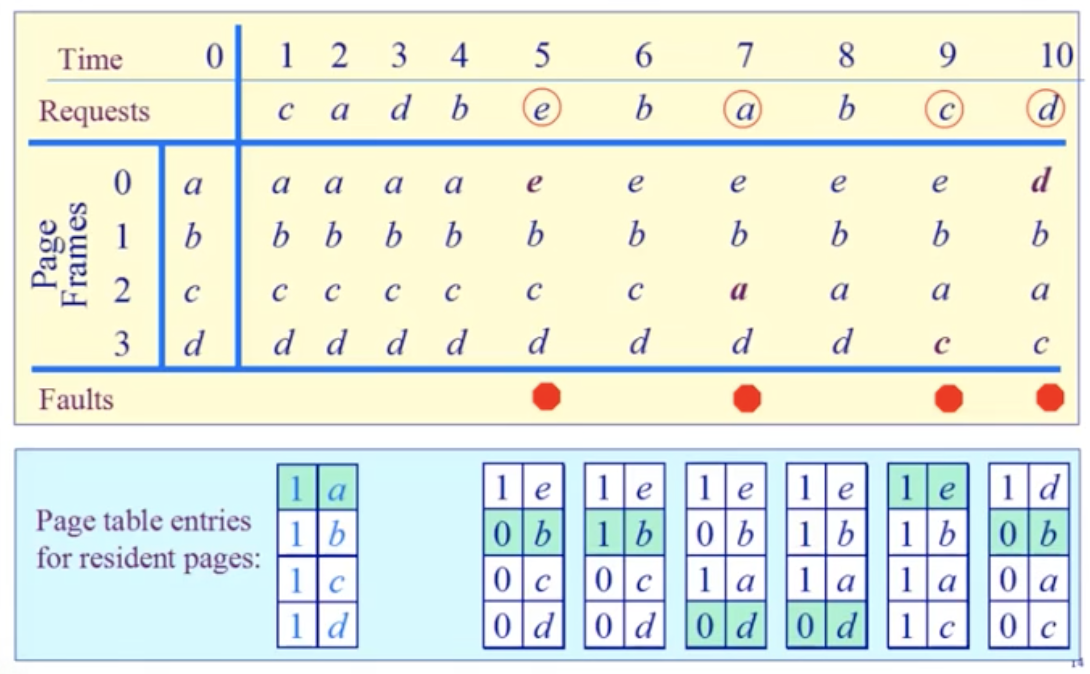 Time 0 1 2 3 4 5 6 7 8 9 10
Requests c a d b e b a b c d
Page Frames
0 a a a a a e e e e e d
1 b b b b b b b b b b b
2 c c c c c c c a a a a
3 d d d d d d d d d c c
Faults
Page table entries
for resident pages:
1 a 1 e 1 e 1 e 1 e 1 e 1 d
1 b 0 b 1 b 0 b 1 b 1 b 0 b
1 c 0 c 0 c 1 a 1 a 1 a 0 a
1 d 0 d 0 d 0 d 0 d 1 c 0 c
14